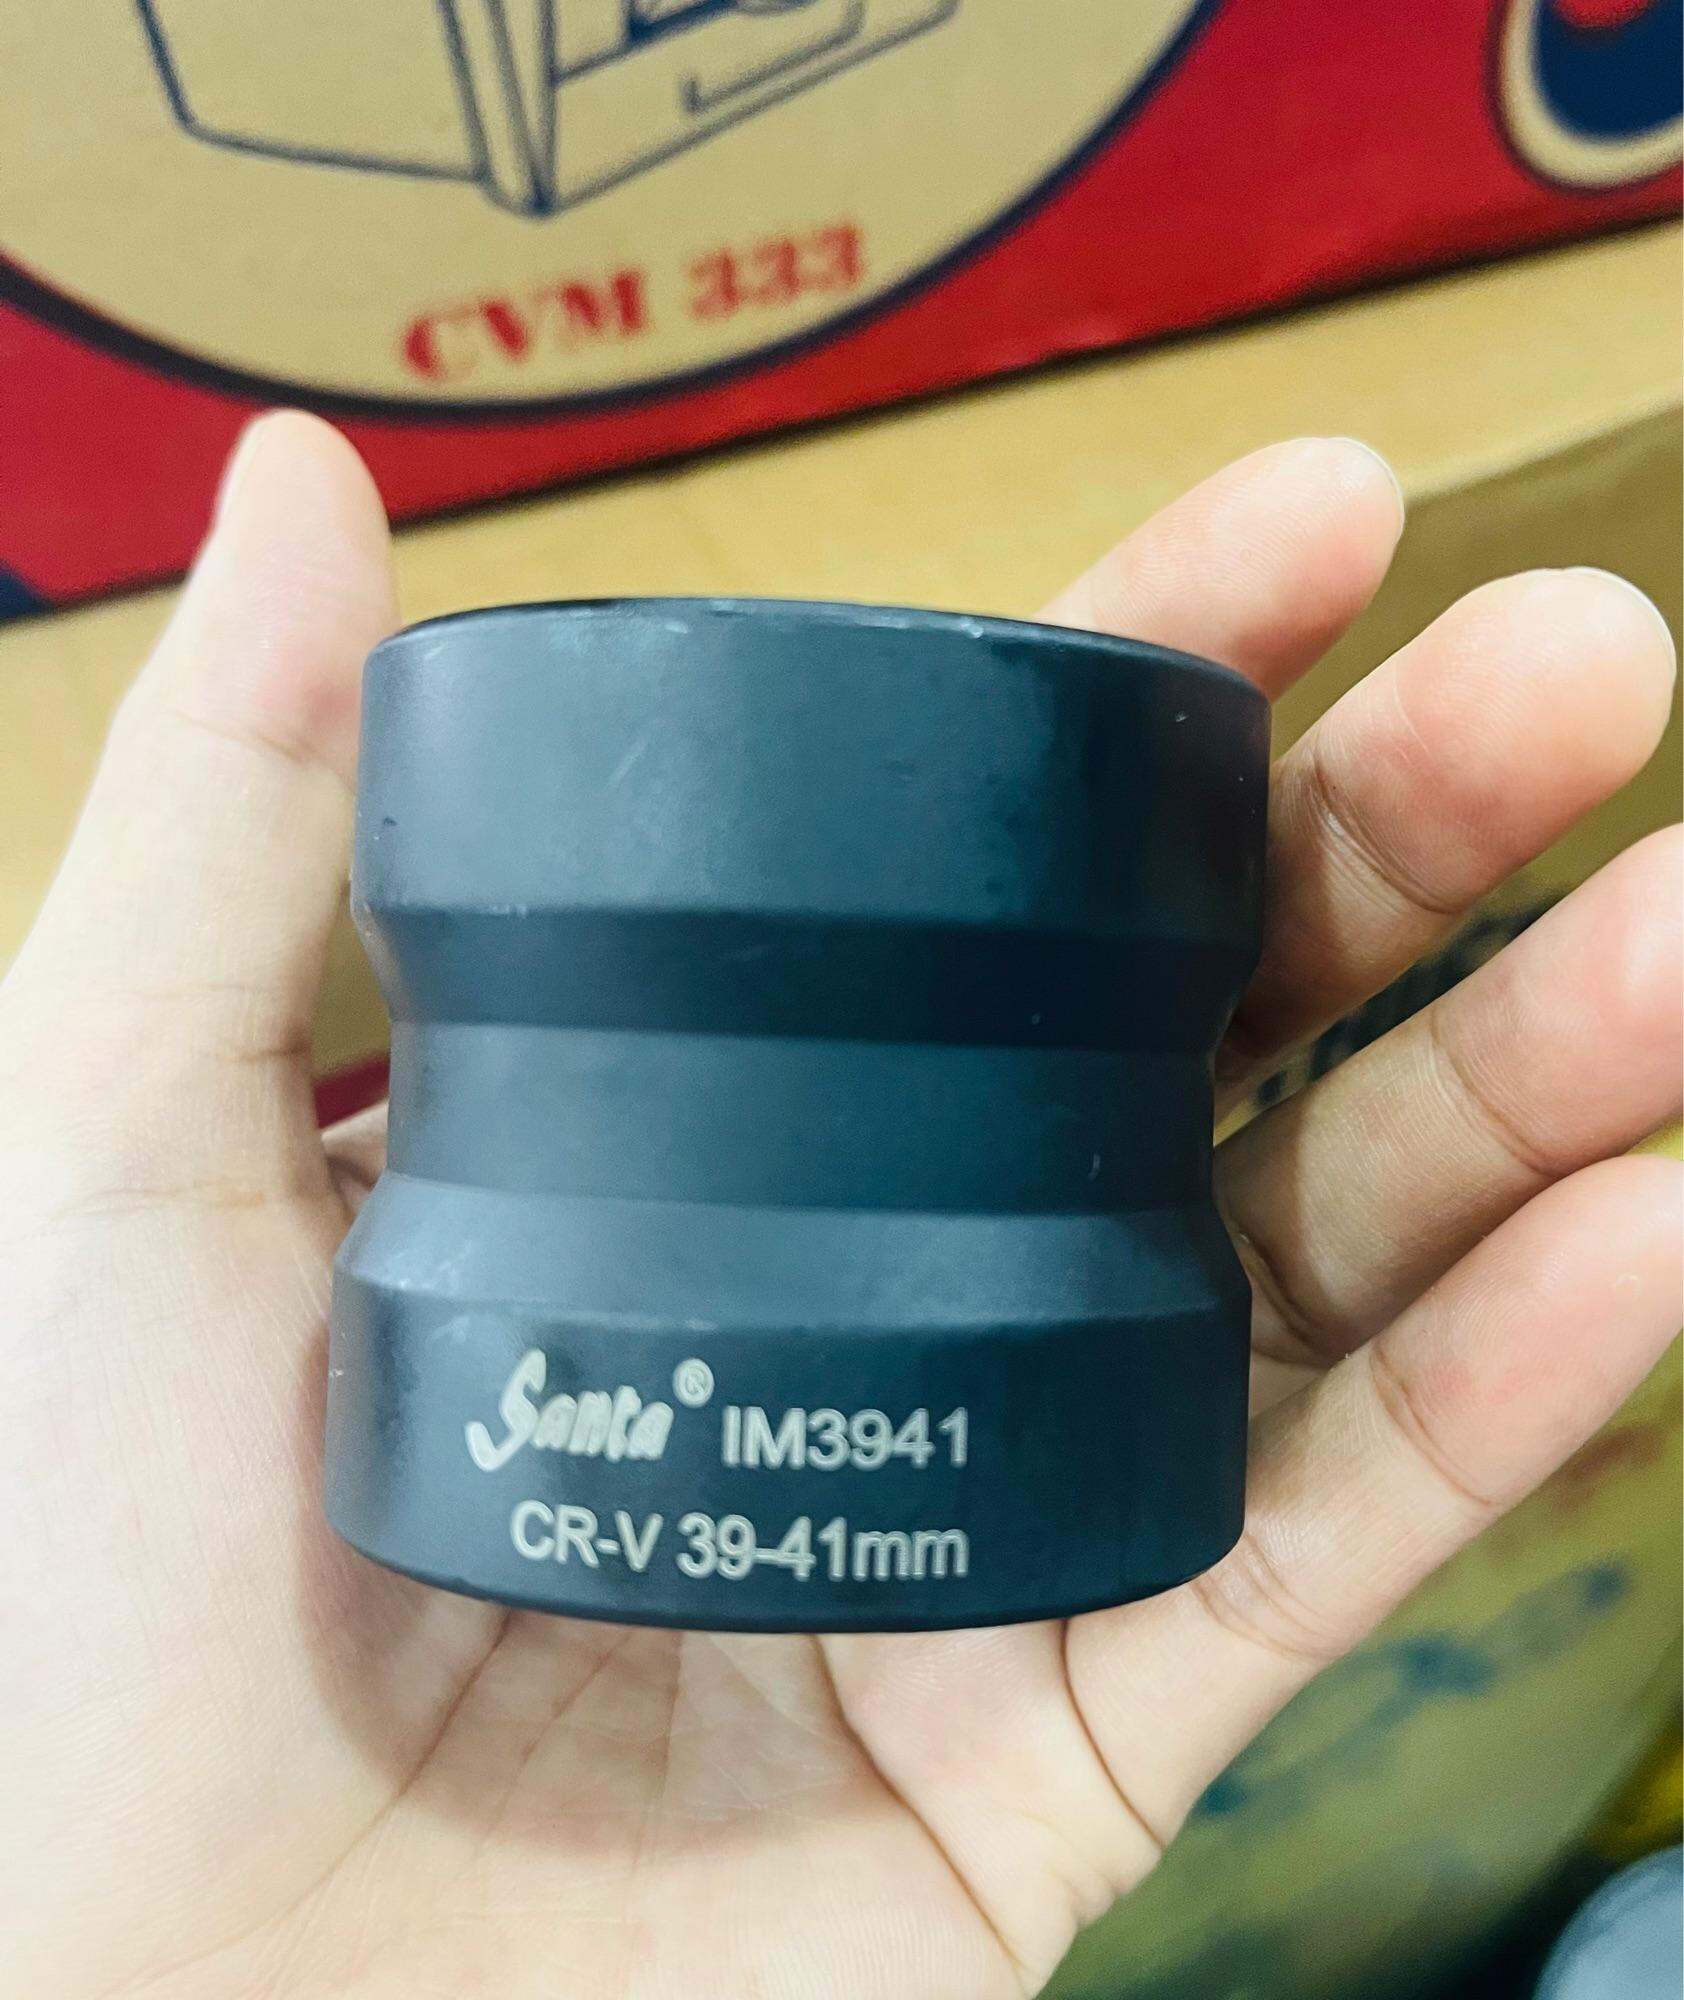 CVM 333
Santa® IM3941
CR-V 39-41mm